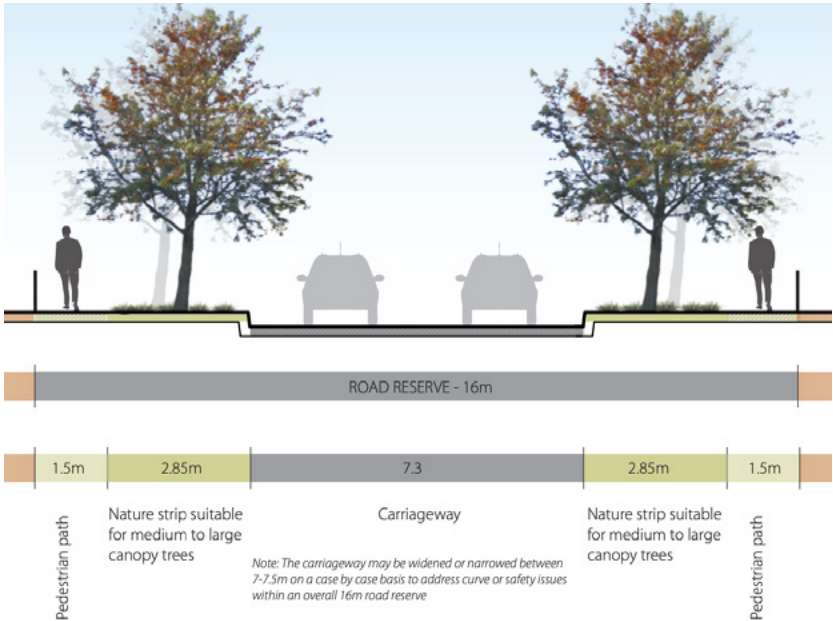 ROAD RESERVE - 16m
1.5m
2.85m
7.3
2.85m
1.5m
Pedestrian path
Nature strip suitable
for medium to large
canopy trees
Carriageway
Note: The carriageway may be widened or narrowed between
7-7.5m on a case by case basis to address curve or safety issues
within an overall 16m road reserve
Nature strip suitable
for medium to large
canopy trees
Pedestrian path